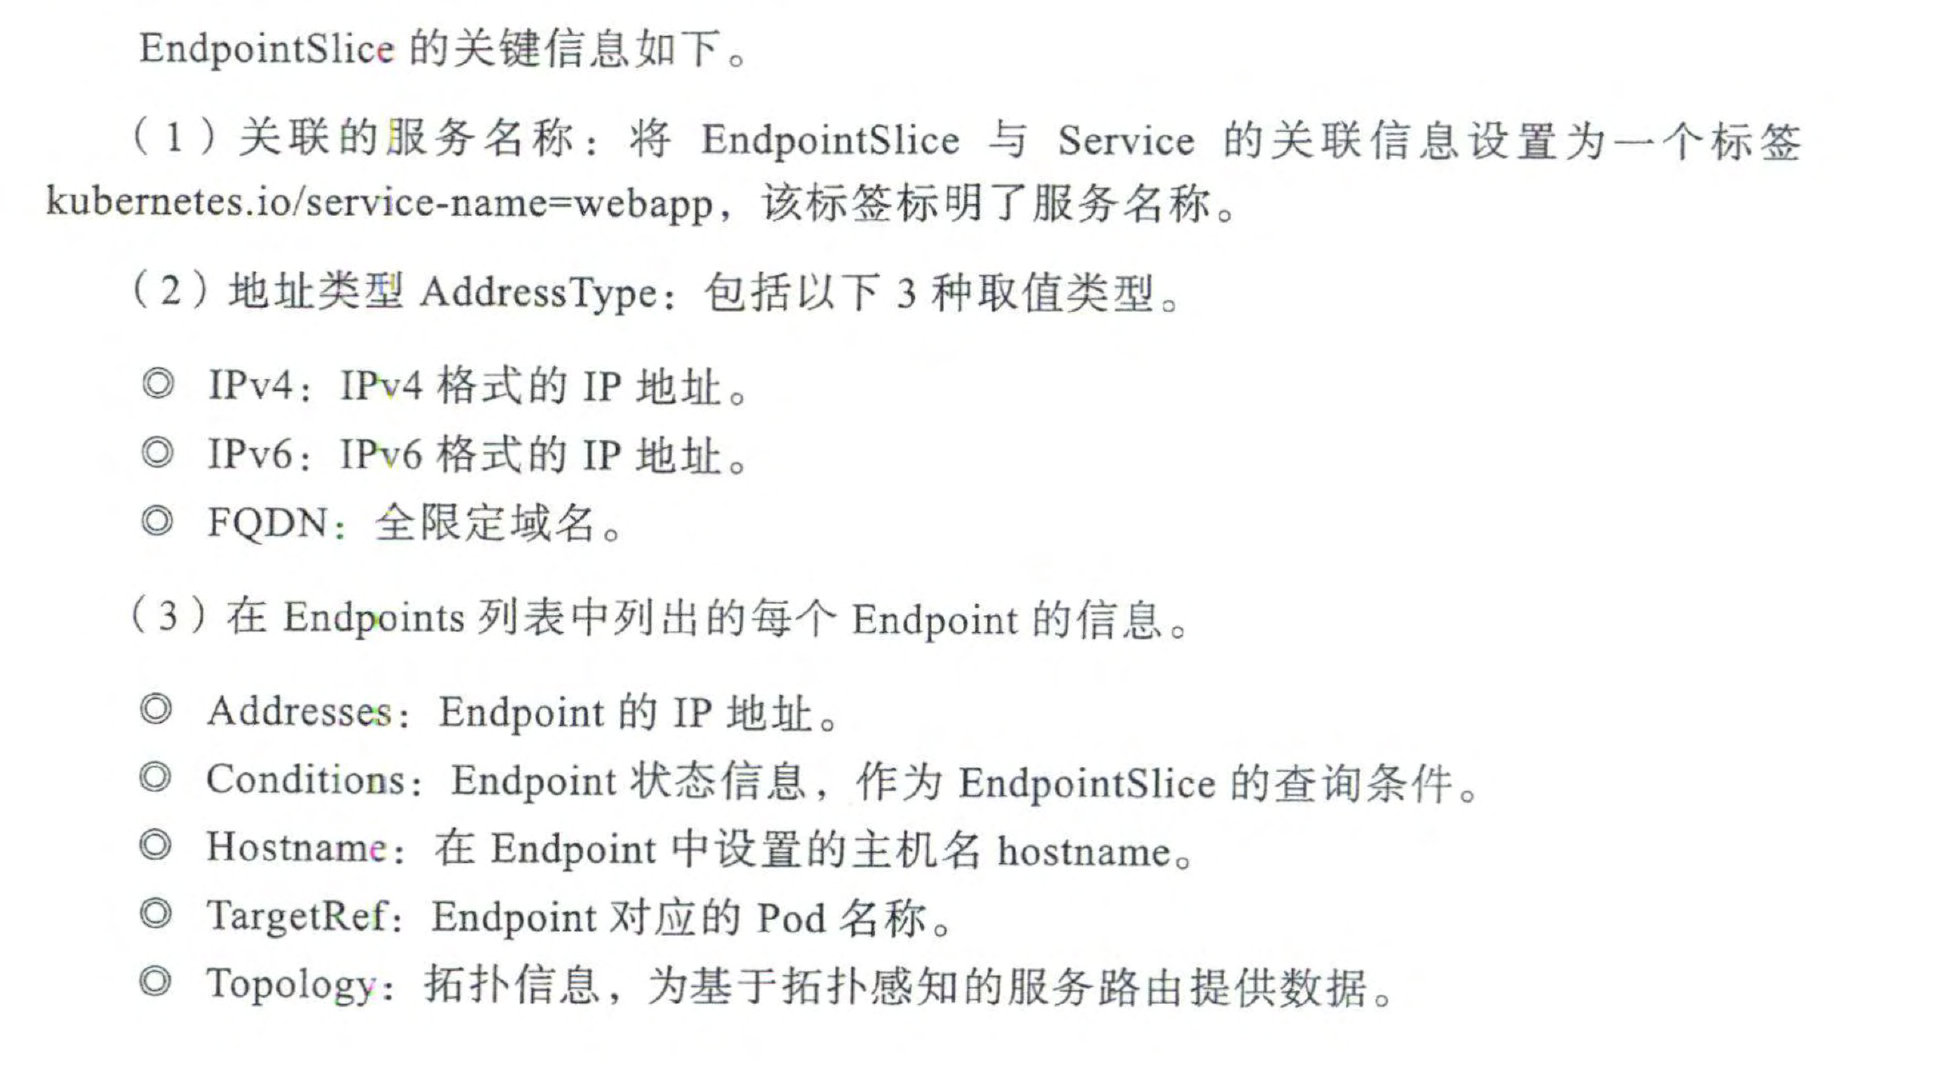 EndpointSlice 的关键信息如下。
（1）关联的服务名称：将 EndpointSlice 与 Service 的关联信息设置为一个标签
kubernetes.io/service-name=webapp，该标签标明了服务名称。
（2）地址类型 AddressType：包括以下 3 种取值类型。
◎ IPv4：IPv4 格式的 IP 地址。
◎ IPv6：IPv6 格式的 IP 地址。
◎ FQDN：全限定域名。
（3）在 Endpoints 列表中列出的每个 Endpoint 的信息。
◎ Addresses：Endpoint 的 IP 地址。
◎ Conditions：Endpoint 状态信息，作为 EndpointSlice 的查询条件。
◎ Hostname：在 Endpoint 中设置的主机名 hostname。
◎ TargetRef：Endpoint 对应的 Pod 名称。
◎ Topology：拓扑信息，为基于拓扑感知的服务路由提供数据。